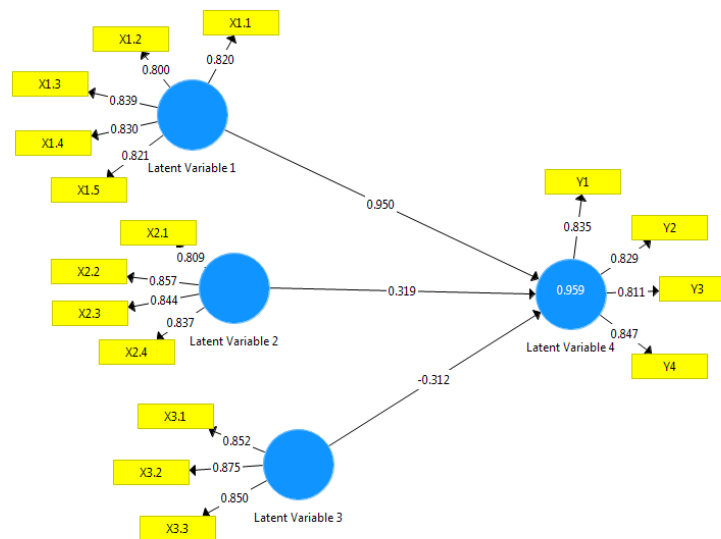 X1.1
X1.2
0.820
0.800
X1.3
0.839
0.830
X1.4
0.821
Latent Variable 1
X1.5
Y1
0.950
X2.1
Y2
0.835
0.809
0.829
X2.2
0.857
0.959
0.811
Y3
0.319
0.844
X2.3
0.837
0.847
Latent Variable 2
Latent Variable 4
X2.4
Y4
-0.312
X3.1
0.852
X3.2
0.875
0.850
Latent Variable 3
X3.3